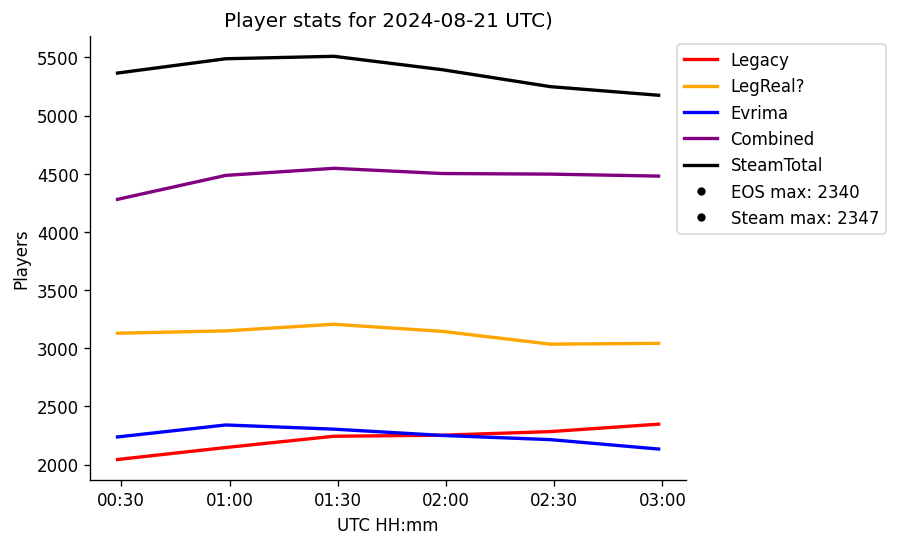 Player stats for 2024-08-21 UTC)
Players
5500
5000
4500
4000
3500
3000
2500
2000
00:30 01:00 01:30 02:00 02:30 03:00
UTC HH:mm
Legacy
LegReal?
Evrima
Combined
SteamTotal
EOS max: 2340
Steam max: 2347